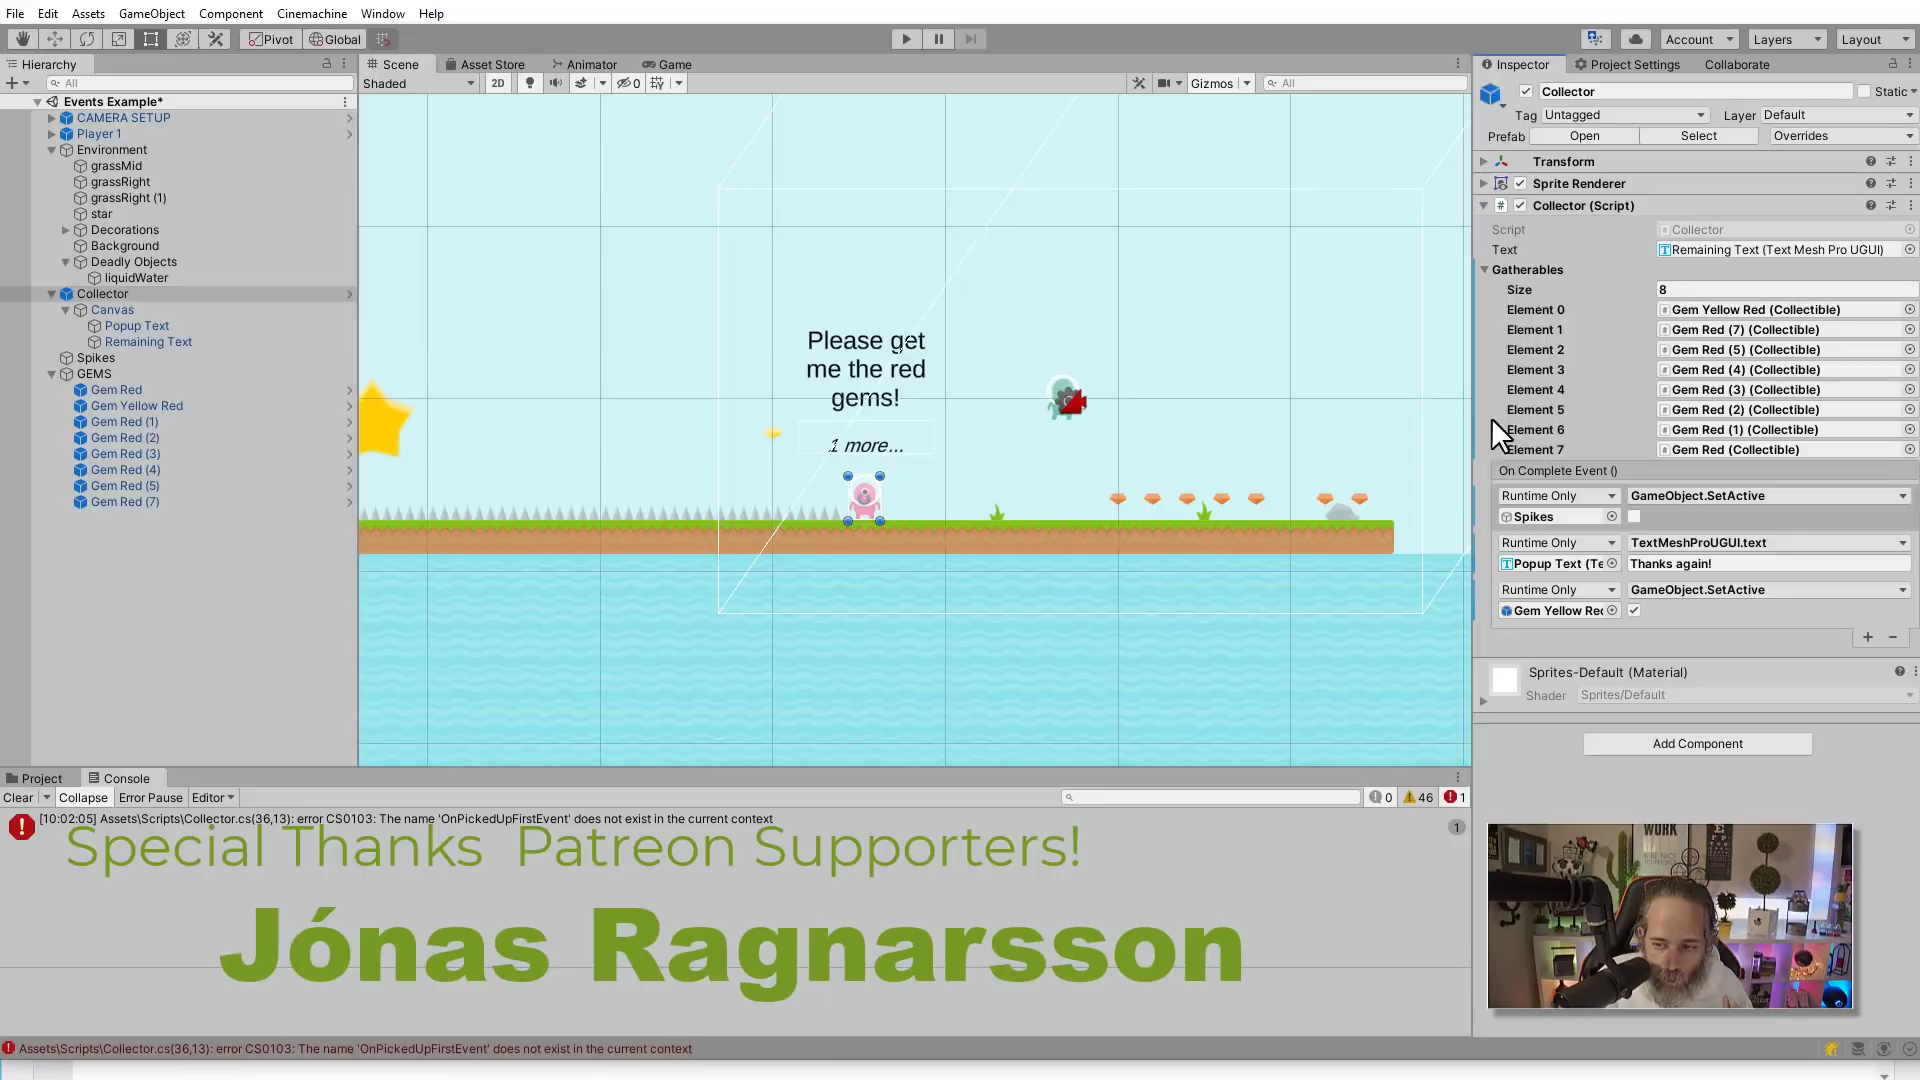 File Edit Assets GameObject Component Cinemachine Window Help
Pivot Global Account Layers Layout
Hierarchy Scene Asset Store Animator Game Inspector Project Settings Collaborate
All Shaded 2D 0 Gizmos All
Collector Static
Tag Untagged Layer Default
Prefab Open Select Overrides
Transform
Sprite Renderer
Collector (Script)
Script Collector
Text Remaining Text (Text Mesh Pro UGUI)
Gatherables
Size 8
Element 0 Gem Yellow Red (Collectible)
Element 1 Gem Red (7) (Collectible)
Element 2 Gem Red (5) (Collectible)
Element 3 Gem Red (4) (Collectible)
Element 4 Gem Red (3) (Collectible)
Element 5 Gem Red (2) (Collectible)
Element 6 Gem Red (1) (Collectible)
Element 7 Gem Red (Collectible)
On Complete Event ()
Runtime Only GameObject.SetActive
Spikes
Runtime Only TextMeshProUGUI.text
Popup Text (Te Thanks again!
Runtime Only GameObject.SetActive
Gem Yellow Red
+ −
Sprites-Default (Material)
Shader Sprites/Default
Add Component
Events Example*
CAMERA SETUP
Player 1
Environment
grassMid
grassRight
grassRight (1)
star
Decorations
Background
Deadly Objects
liquidWater
Collector
Canvas
Popup Text
Remaining Text
Spikes
GEMS
Gem Red
Gem Yellow Red
Gem Red (1)
Gem Red (2)
Gem Red (3)
Gem Red (4)
Gem Red (5)
Gem Red (7)
Please get
me the red
gems!
1 more...
Project Console
Clear Collapse Error Pause Editor 0 46 1
[10:02:05] Assets\Scripts\Collector.cs(36,13): error CS0103: The name 'OnPickedUpFirstEvent' does not exist in the current context
1
Special Thanks Patreon Supporters!
Jónas Ragnarsson
WORK
Assets\Scripts\Collector.cs(36,13): error CS0103: The name 'OnPickedUpFirstEvent' does not exist in the current context